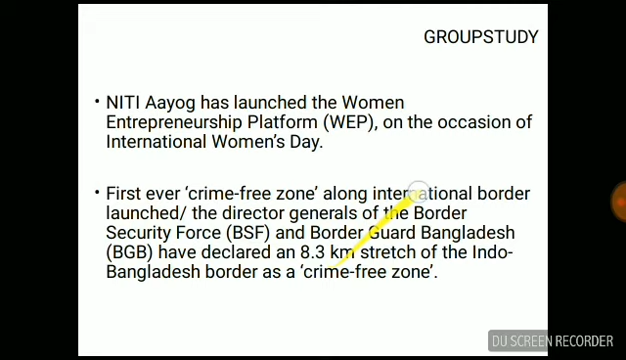 GROUPSTUDY
• NITI Aayog has launched the Women
Entrepreneurship Platform (WEP), on the occasion of
International Women's Day.
• First ever ‘crime-free zone’ along international border
launched/ the director generals of the Border
Security Force (BSF) and Border Guard Bangladesh
(BGB) have declared an 8.3 km stretch of the Indo-
Bangladesh border as a ‘crime-free zone’.
DU SCREEN RECORDER